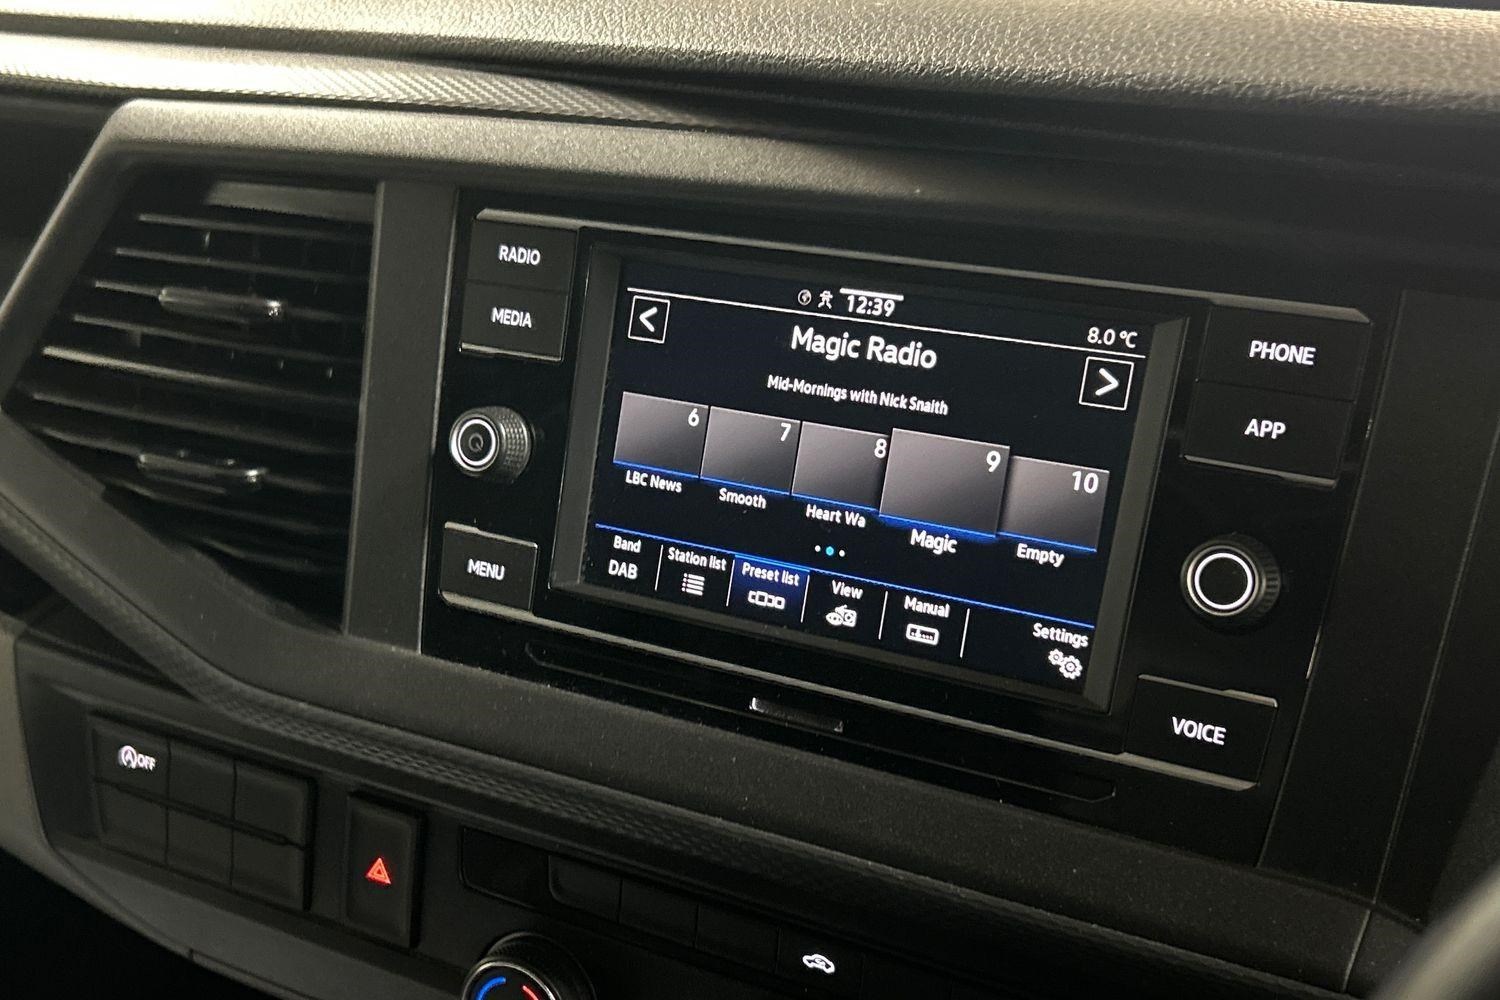 RADIO
MEDIA
MENU
12:39
8.0 °C
<
Magic Radio
>
Mid-Mornings with Nick Snaith
6
7
8
9
10
LBC News
Smooth
Heart Wa
Magic
Empty
Band
DAB
Station list
Preset list
View
Manual
Settings
PHONE
APP
VOICE
A OFF